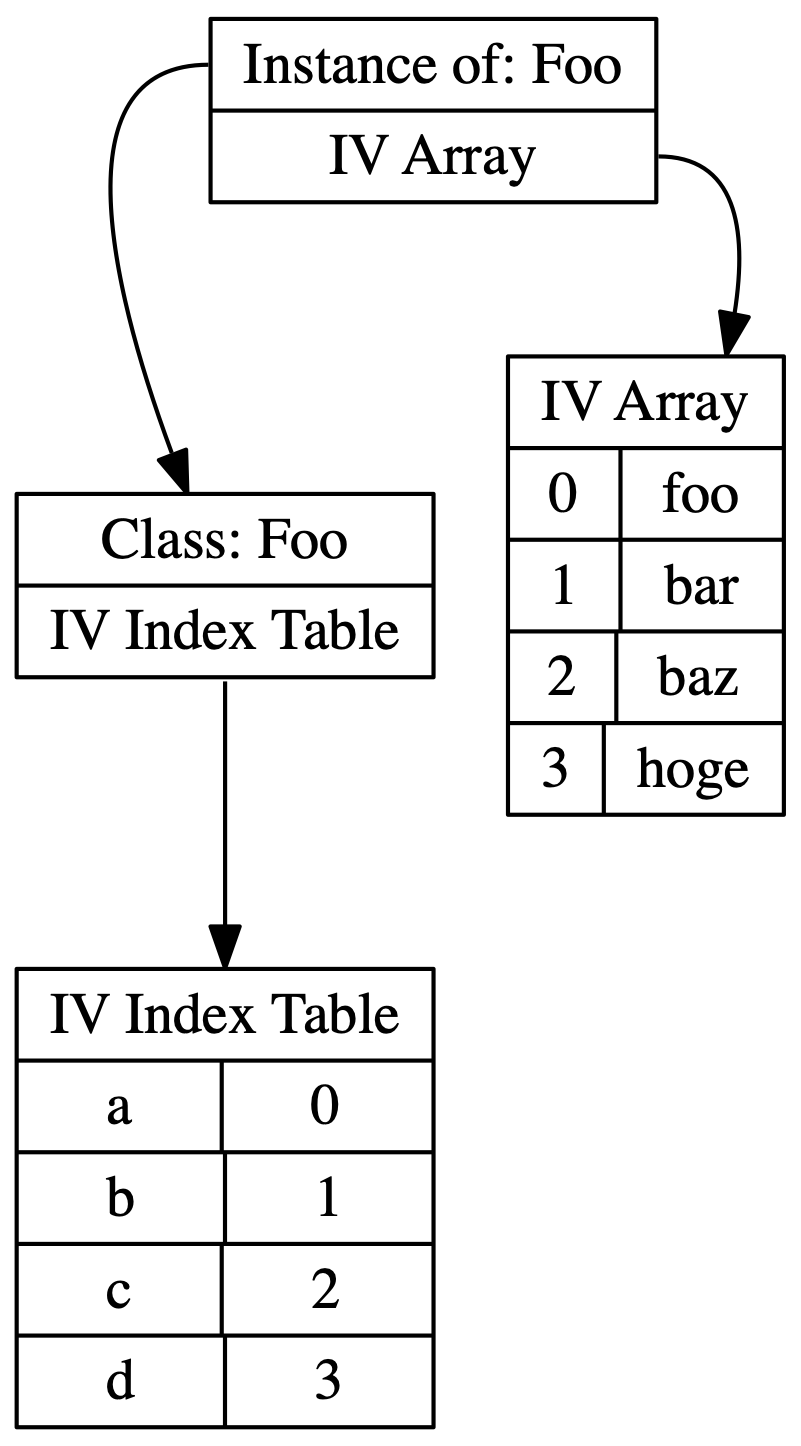 Instance of: Foo
IV Array
IV Array
0 foo
1 bar
2 baz
3 hoge
Class: Foo
IV Index Table
IV Index Table
a 0
b 1
c 2
d 3